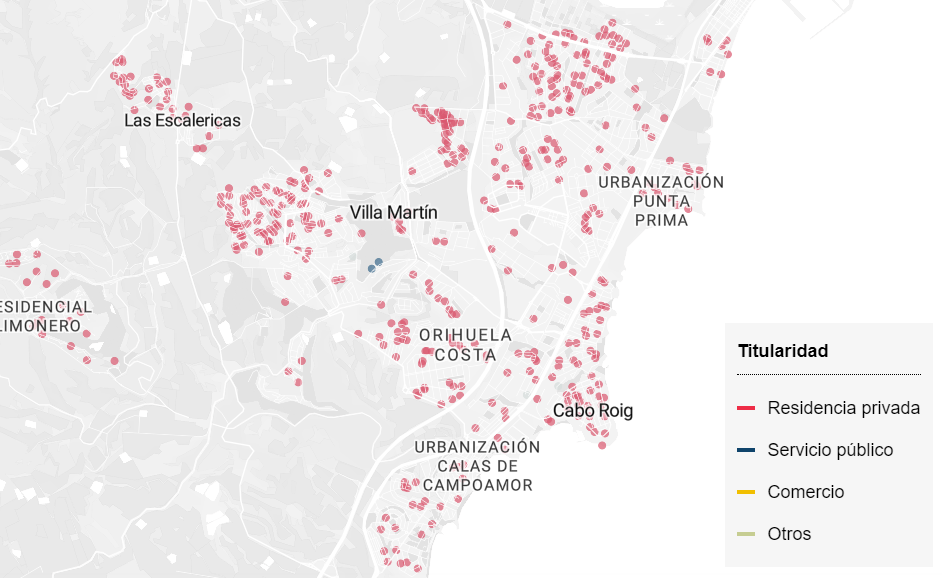 Las Escalericas
URBANIZACIÓN
PUNTA
PRIMA
Villa Martín
ESIDENCIAL
LIMONERO
ORIHUELA
COSTA
Cabo Roig
URBANIZACIÓN
CALAS DE
CAMPOAMOR
Titularidad
Residencia privada
Servicio público
Comercio
Otros